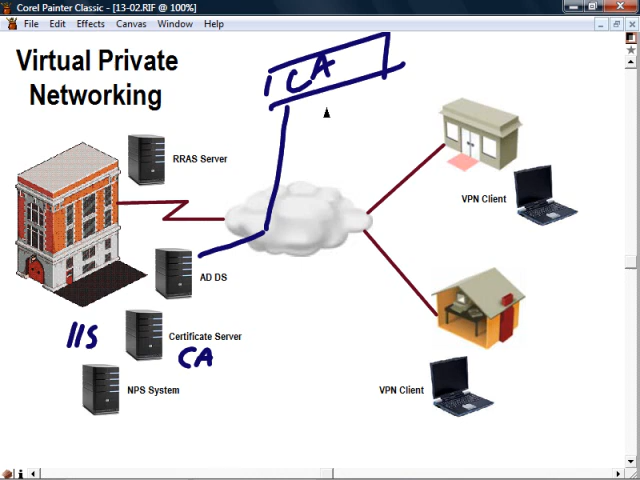 Corel Painter Classic - [13-02.RIF @ 100%]
File Edit Effects Canvas Window Help
Virtual Private
Networking
CA
RRAS Server
VPN Client
AD DS
IIS
Certificate Server
CA
NPS System
VPN Client